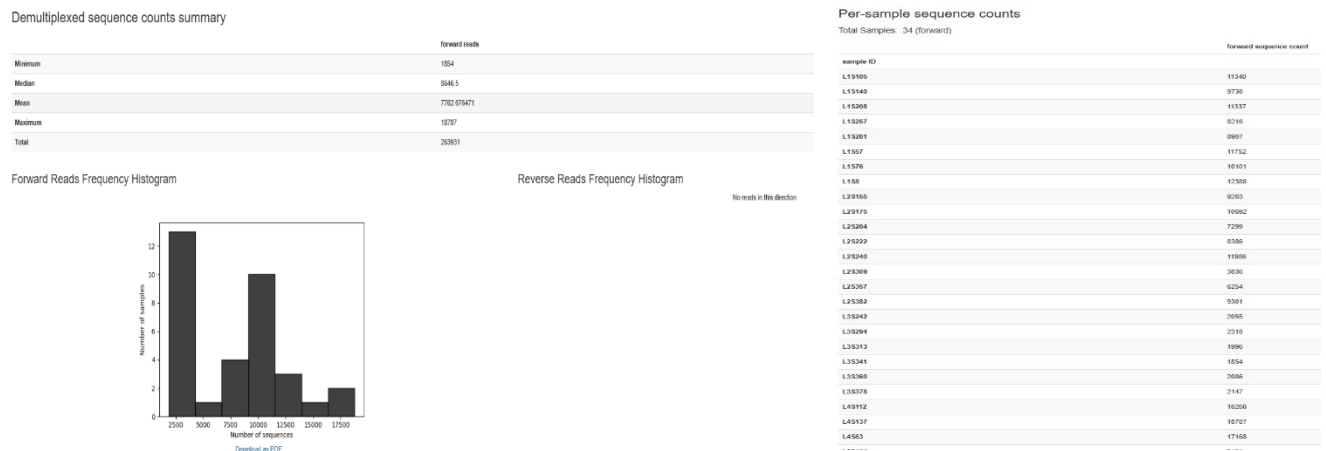 Demultiplexed sequence counts summary
forward reads
Minimum 1854
Median 8646.5
Mean 7762.676471
Maximum 18787
Total 263931
Forward Reads Frequency Histogram
Reverse Reads Frequency Histogram
No reads in this direction
Number of samples
12
10
8
6
4
2
0
2500 5000 7500 10000 12500 15000 17500
Number of sequences
Download as PDF
Per-sample sequence counts
Total Samples: 34 (forward)
forward sequence count
sample ID
L1S105 11340
L1S140 9738
L1S208 11337
L1S257 8216
L1S281 8907
L1S57 11752
L1S76 10101
L1S8 12388
L2S155 9263
L2S175 10692
L2S204 7299
L2S222 8386
L2S240 11986
L2S309 3636
L2S357 6254
L2S382 9301
L3S242 2055
L3S294 2318
L3S313 1996
L3S341 1854
L3S360 2086
L3S378 2147
L4S112 16266
L4S137 18787
L4S63 17168